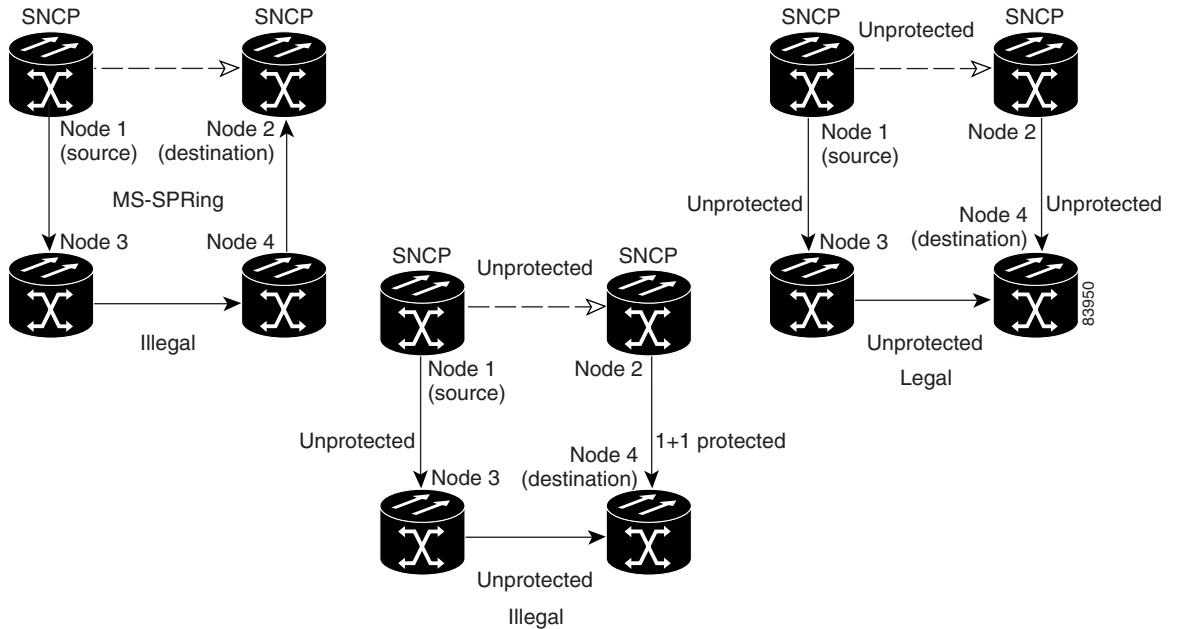 SNCP
SNCP
Node 1
(source)
Node 2
(destination)
MS-SPRing
Node 3
Node 4
Illegal
SNCP
Unprotected
SNCP
Node 1
(source)
Node 2
Unprotected
1+1 protected
Node 3
Node 4
(destination)
Unprotected
Illegal
SNCP
Unprotected
SNCP
Node 1
(source)
Node 2
Unprotected
Unprotected
Node 3
Node 4
(destination)
Unprotected
Legal
83950